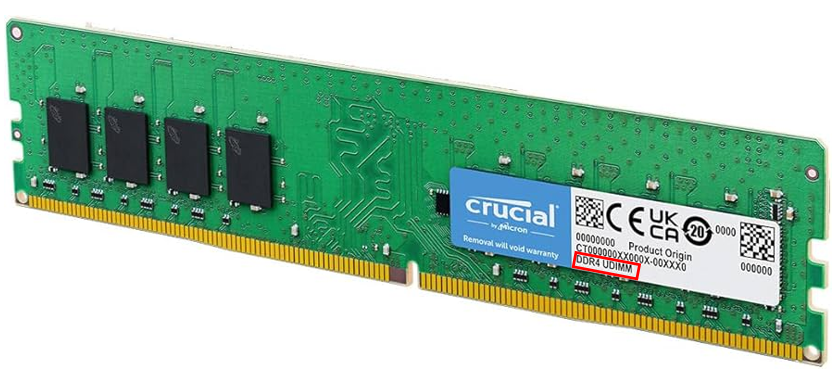 crucial
by Micron
Removal will void warranty
CE UK CA 20 0000
00000000 Product Origin
CT000000XX000X-00XXX0
DDR4 UDIMM
000000